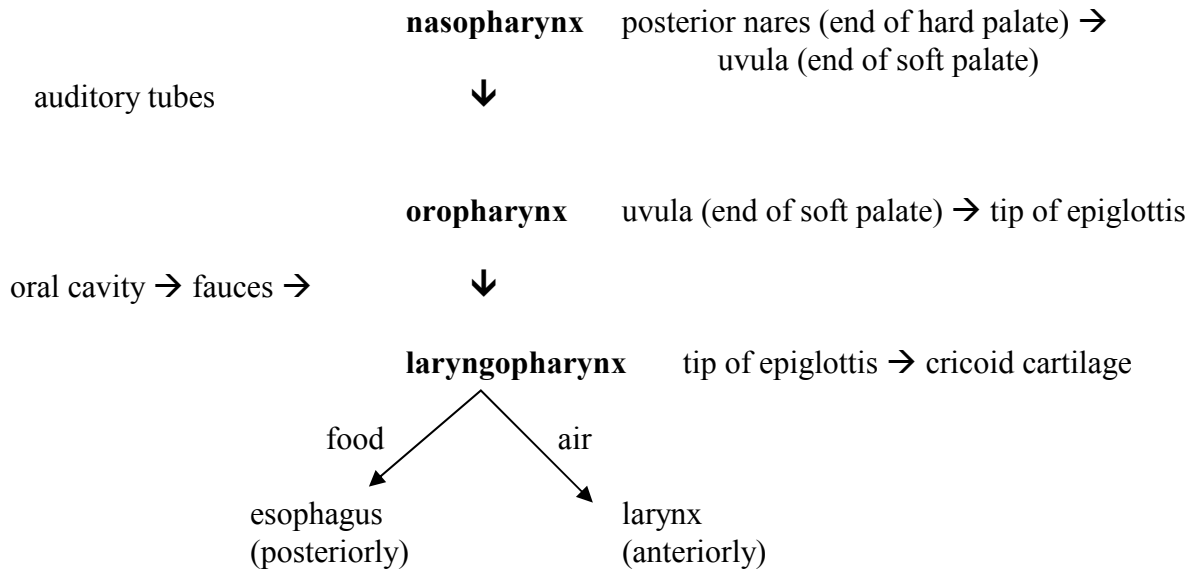 nasopharynx posterior nares (end of hard palate) →
uvula (end of soft palate)
auditory tubes ↓
oropharynx uvula (end of soft palate) → tip of epiglottis
oral cavity → fauces → ↓
laryngopharynx tip of epiglottis → cricoid cartilage
food air
esophagus larynx
(posteriorly) (anteriorly)